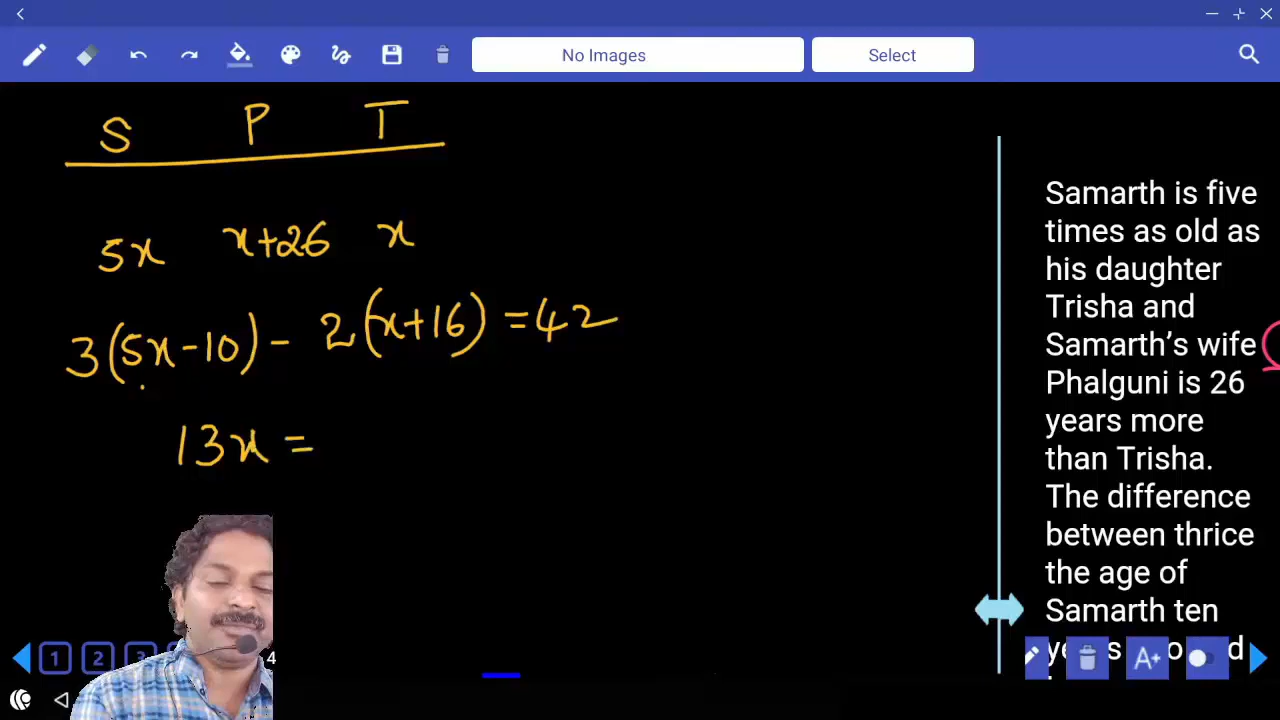 No Images
Select
S P T
5x x+26 x
3(5x-10) - 2(x+16) = 42
13x =
Samarth is five
times as old as
his daughter
Trisha and
Samarth's wife
Phalguni is 26
years more
than Trisha.
The difference
between thrice
the age of
Samarth ten
1 2 3 4
A+